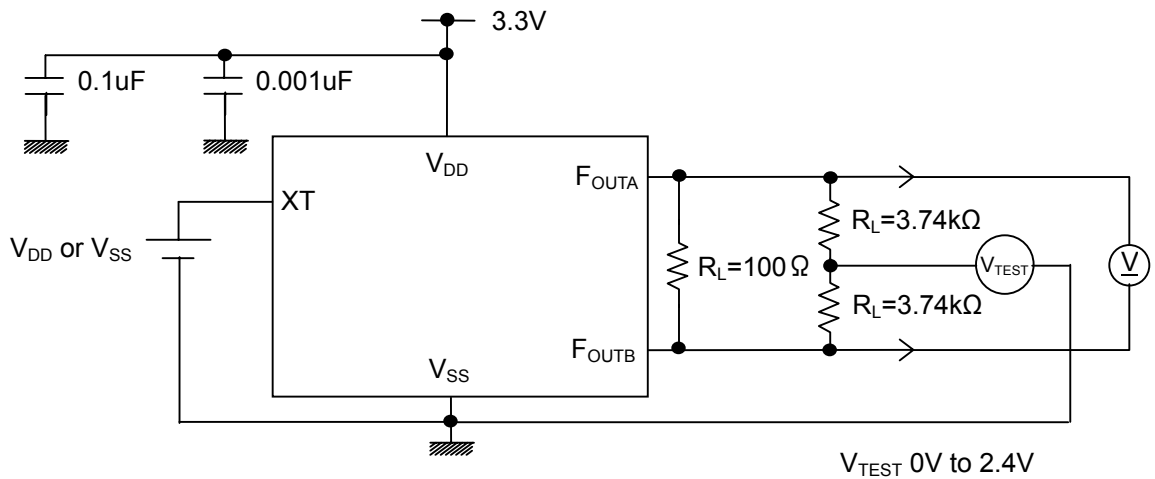 3.3V
0.1uF
0.001uF
VDD
FOUTA
XT
RL=3.74kΩ
VDD or VSS
RL=100Ω
VTEST
V
RL=3.74kΩ
FOUTB
VSS
VTEST 0V to 2.4V